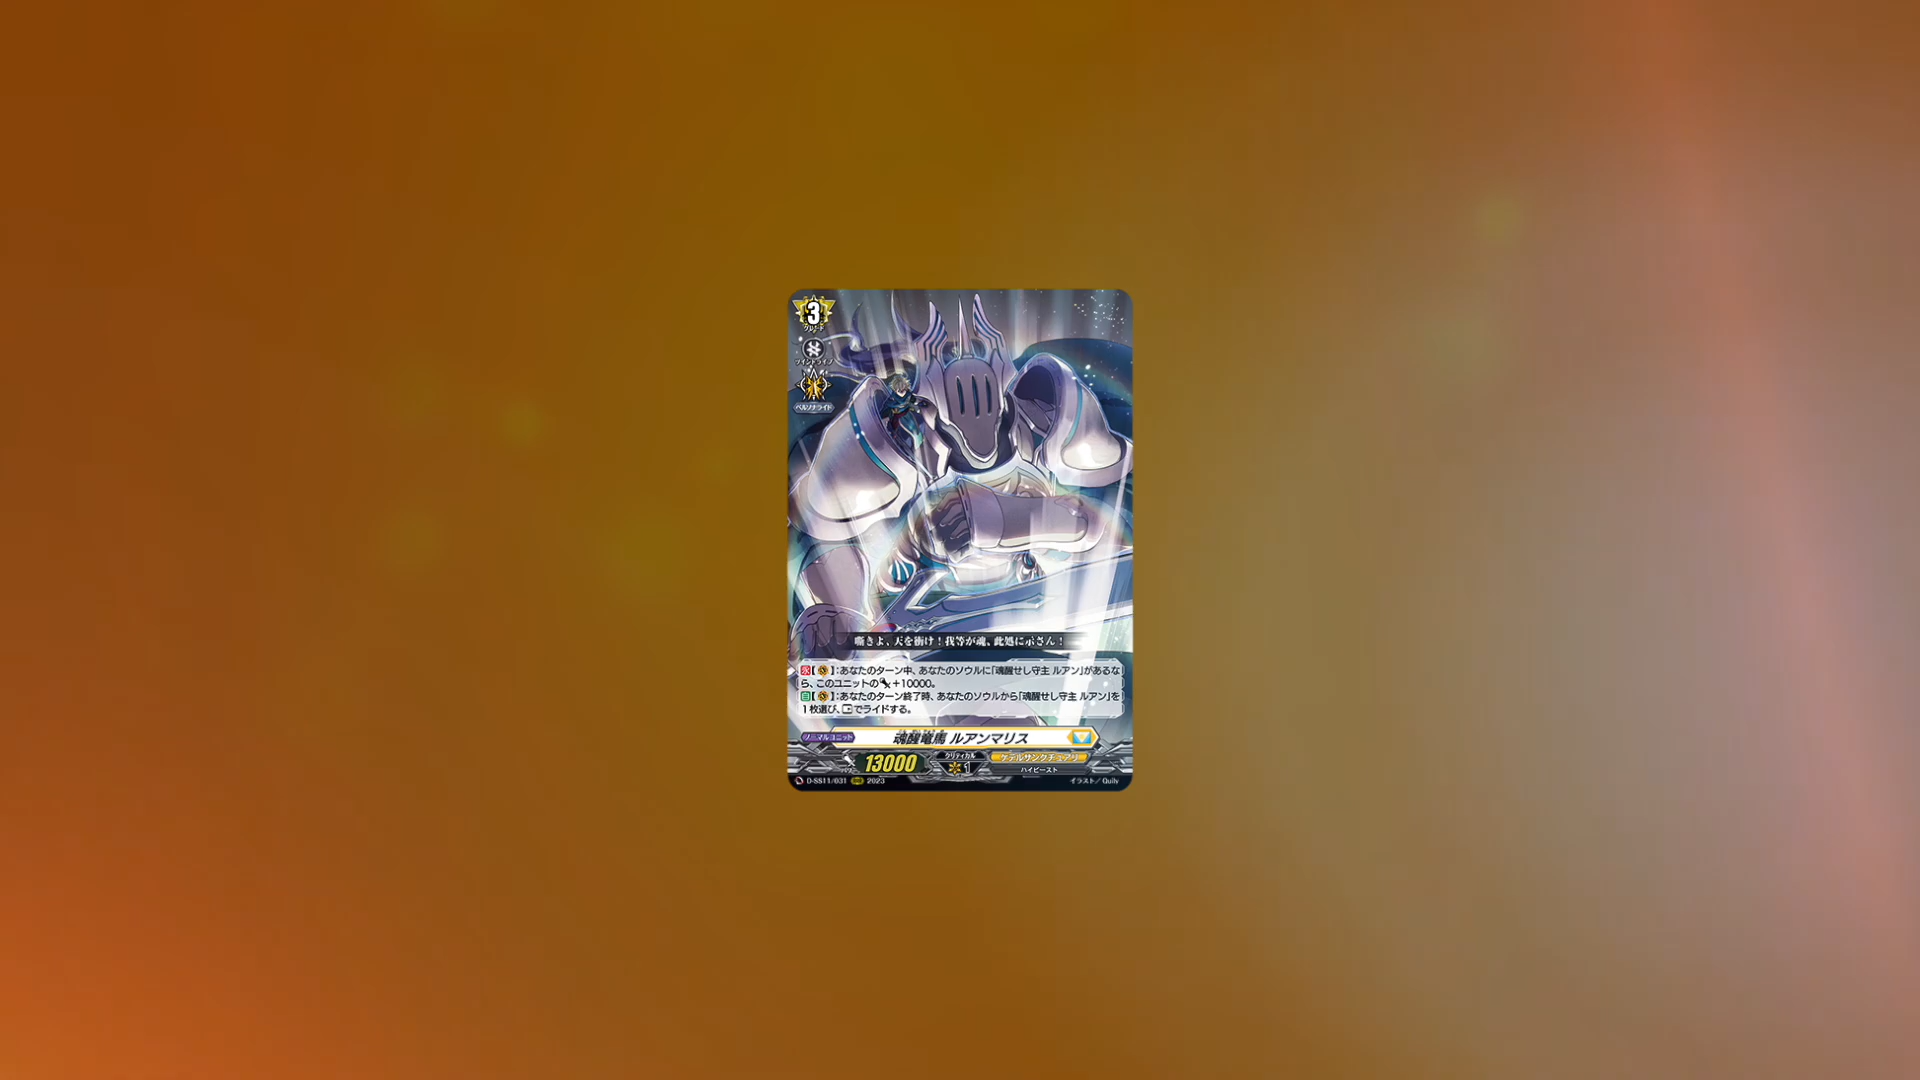 3
グレード
ツインドライブ
ペルソナライド
嘶きよ、天を衝け！我等が魂、此処に示さん！
永【】：あなたのターン中、あなたのソウルに「魂醒せし守主 ルアン」があるな
ら、このユニットの+10000。
自【】：あなたのターン終了時、あなたのソウルから「魂醒せし守主 ルアン」を
1枚選び、でライドする。
ノーマルユニット
魂醒竜馬 ルアンマリス
パワー 13000
クリティカル
1
ケテルサンクチュアリ
ハイビースト
D-SS11/031 RRR 2023
イラスト／Quily